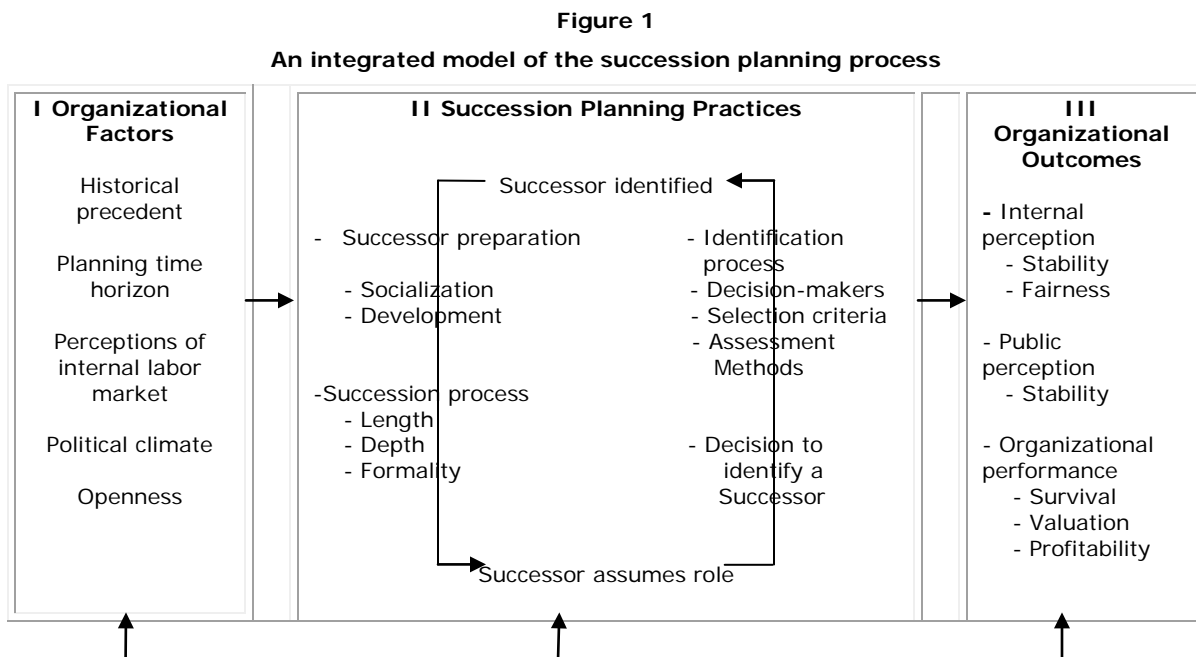 Figure 1
An integrated model of the succession planning process
I Organizational
Factors
Historical
precedent
Planning time
horizon
Perceptions of
internal labor
market
Political climate
Openness
II Succession Planning Practices
Successor identified
- Successor preparation
- Socialization
- Development
-Succession process
- Length
- Depth
- Formality
- Identification
process
- Decision-makers
- Selection criteria
- Assessment
Methods
- Decision to
identify a
Successor
Successor assumes role
III
Organizational
Outcomes
- Internal
perception
- Stability
- Fairness
- Public
perception
- Stability
- Organizational
performance
- Survival
- Valuation
- Profitability